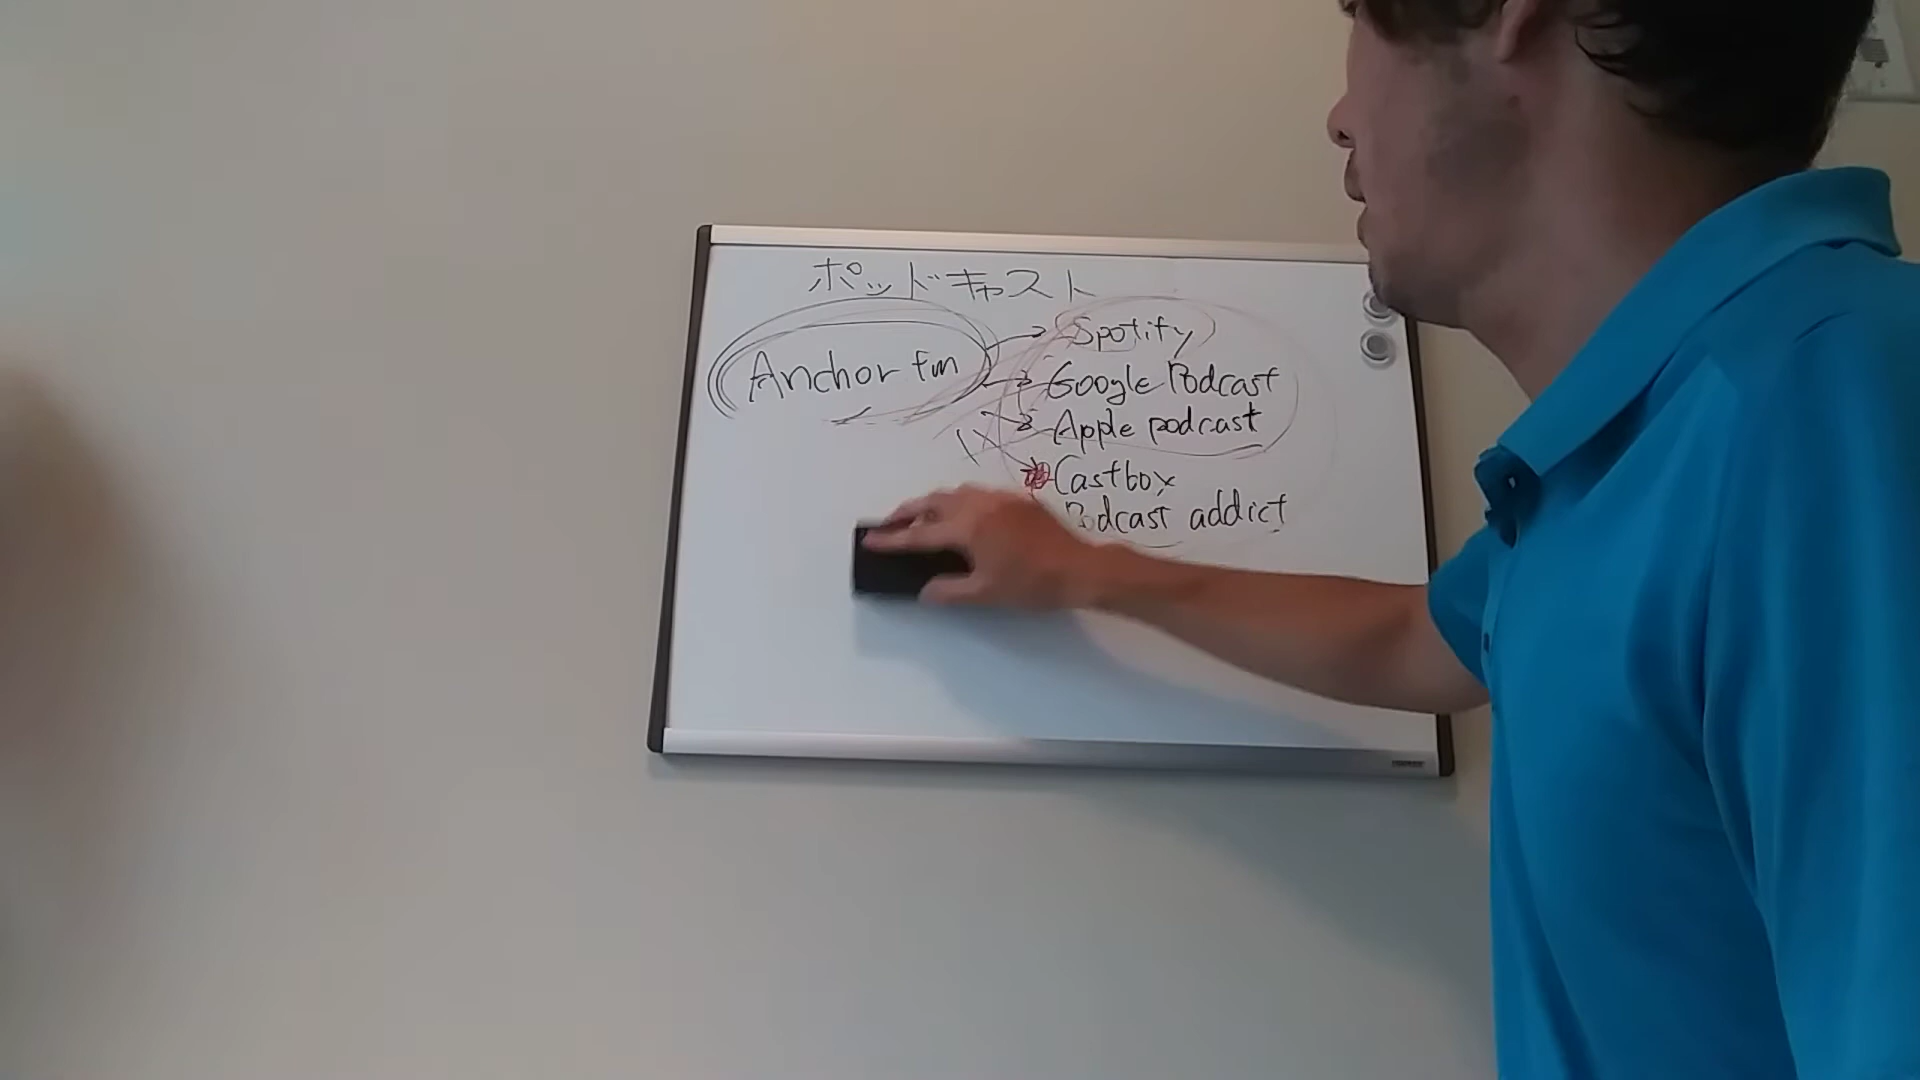 ポッドキャスト
Anchor fm
Spotify
Google Podcast
Apple podcast
Castbox
Podcast addict